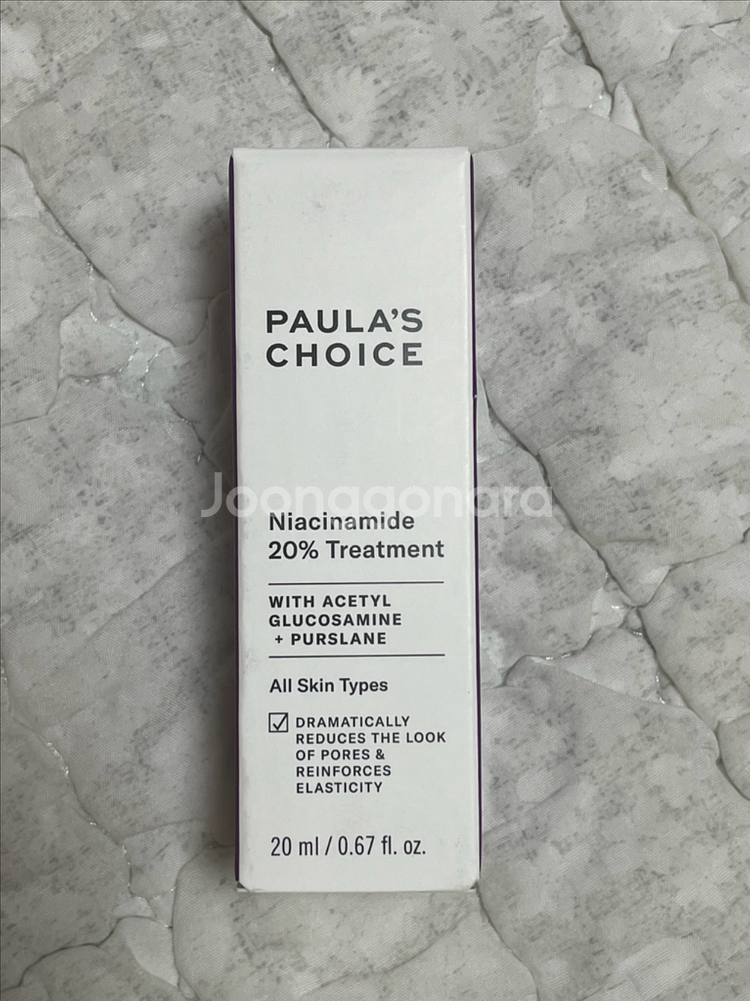 PAULA'S
CHOICE
Joonggonara
Niacinamide
20% Treatment
WITH ACETYL
GLUCOSAMINE
+ PURSLANE
All Skin Types
☑ DRAMATICALLY
REDUCES THE LOOK
OF PORES &
REINFORCES
ELASTICITY
20 ml / 0.67 fl. oz.